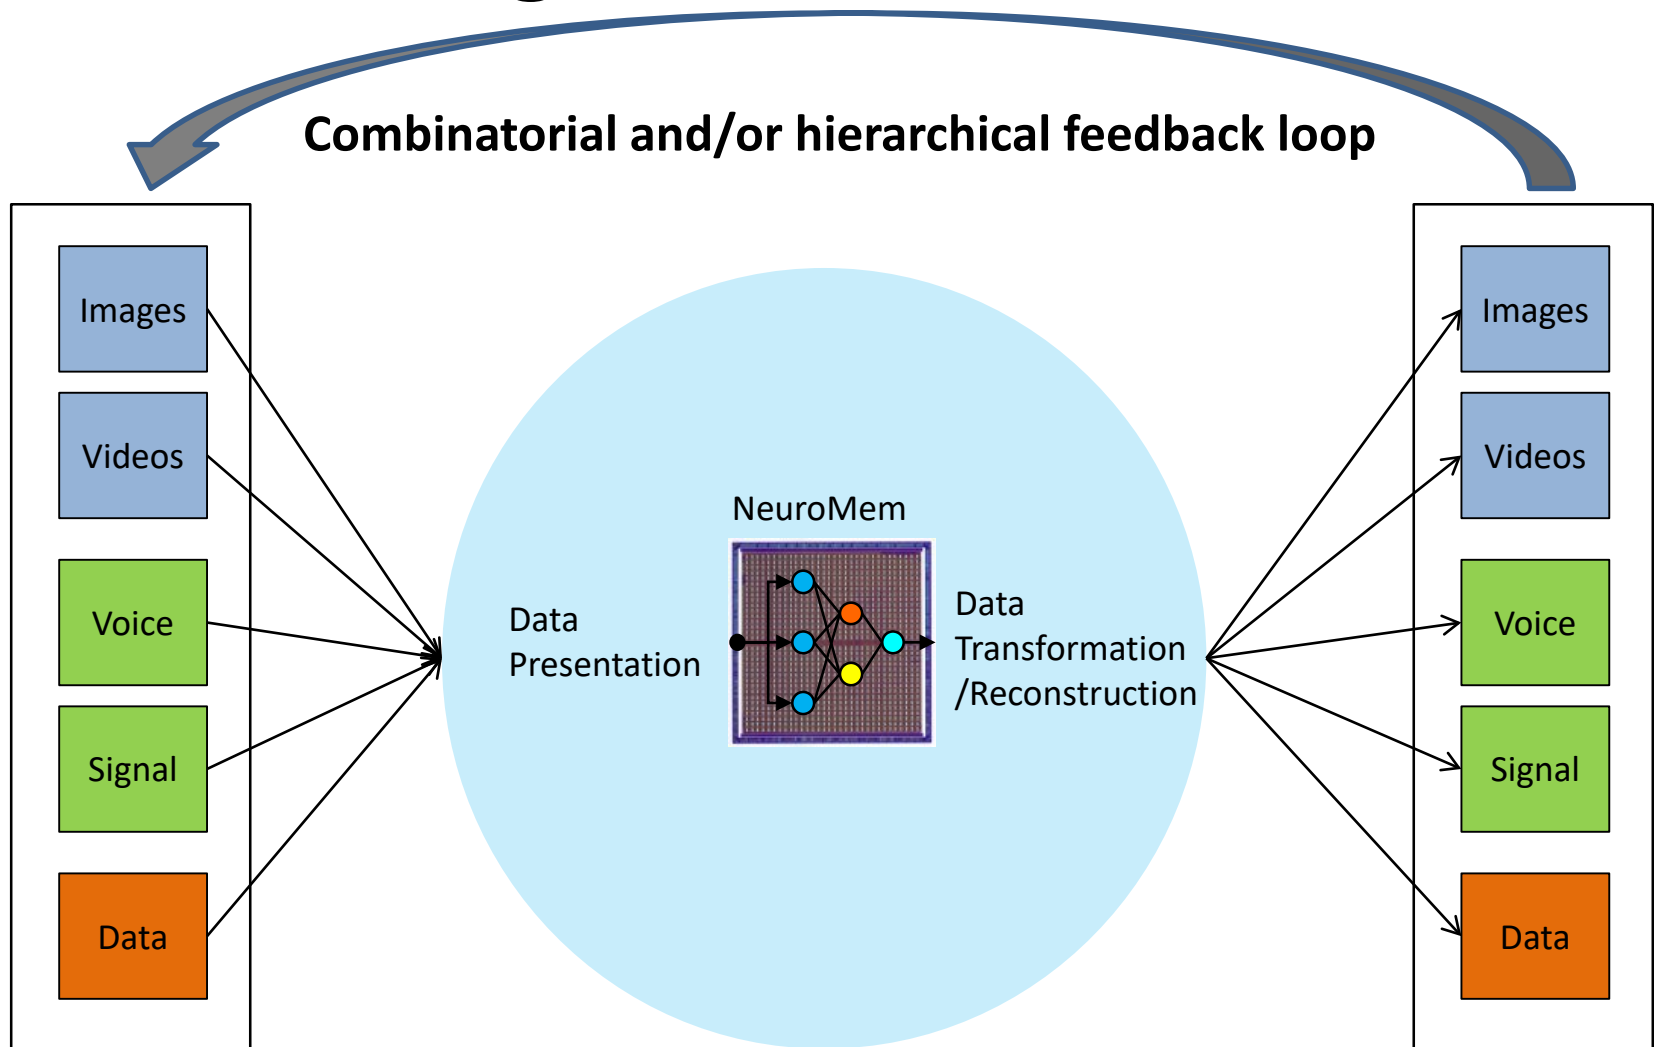 Combinatorial and/or hierarchical feedback loop
Images
Videos
Voice
Signal
Data
NeuroMem
Data
Presentation
Data
Transformation
/Reconstruction
Images
Videos
Voice
Signal
Data